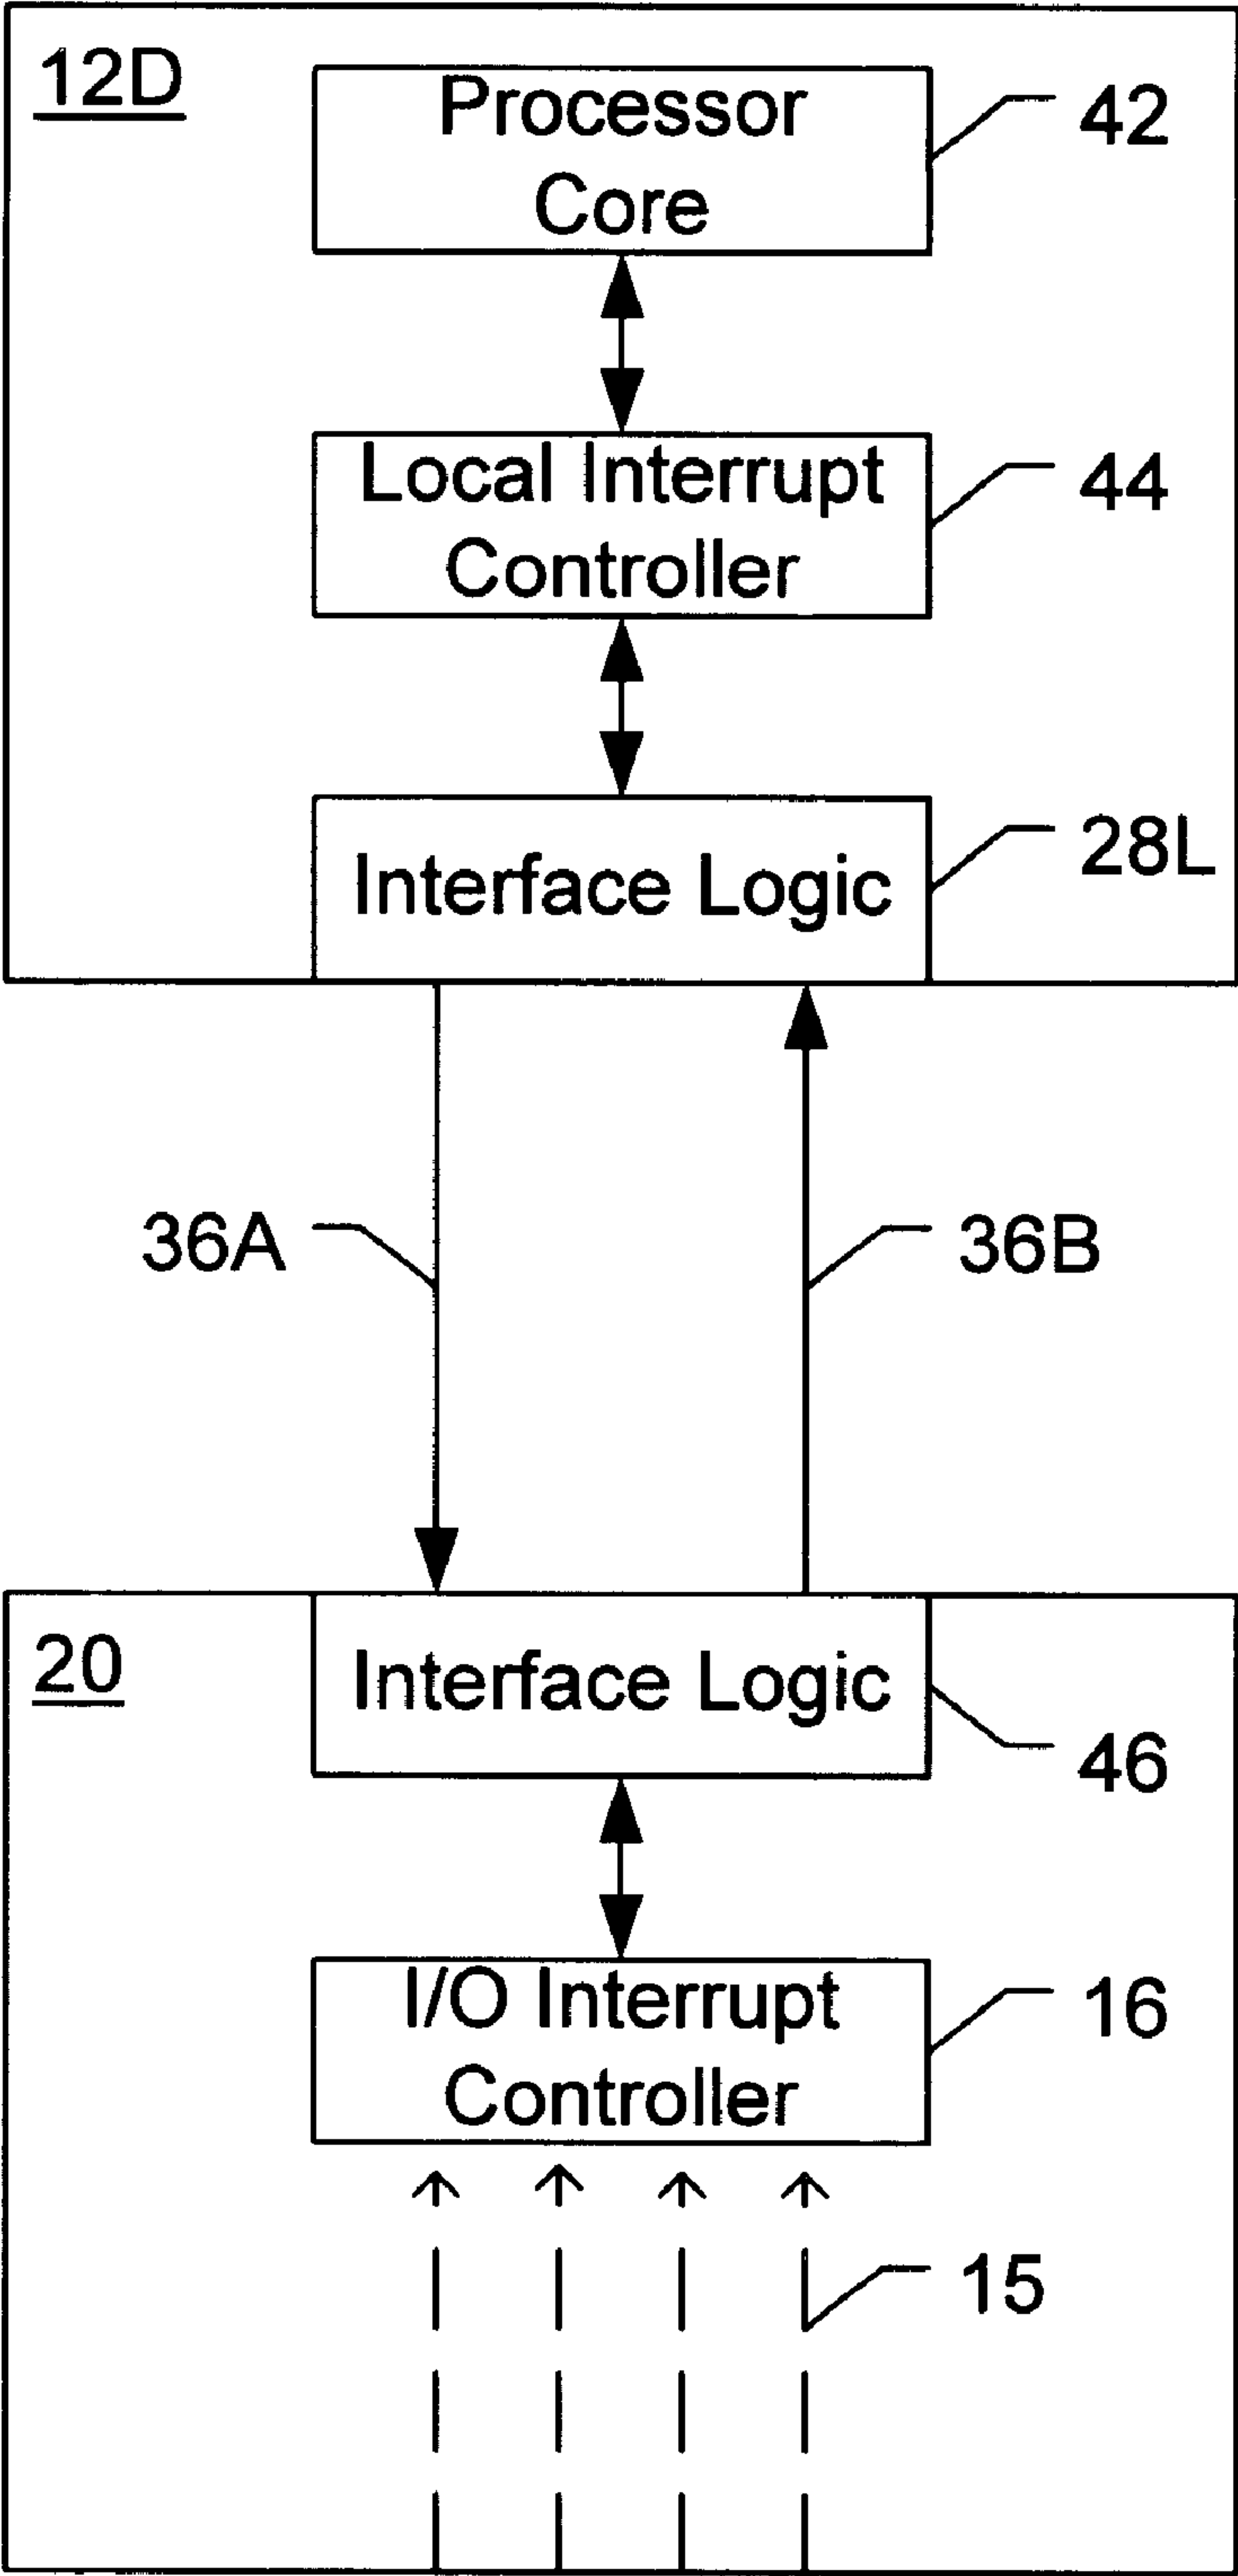 12D
Processor
Core
42
Local Interrupt
Controller
44
Interface Logic
28L
36A
36B
20
Interface Logic
46
I/O Interrupt
Controller
16
15